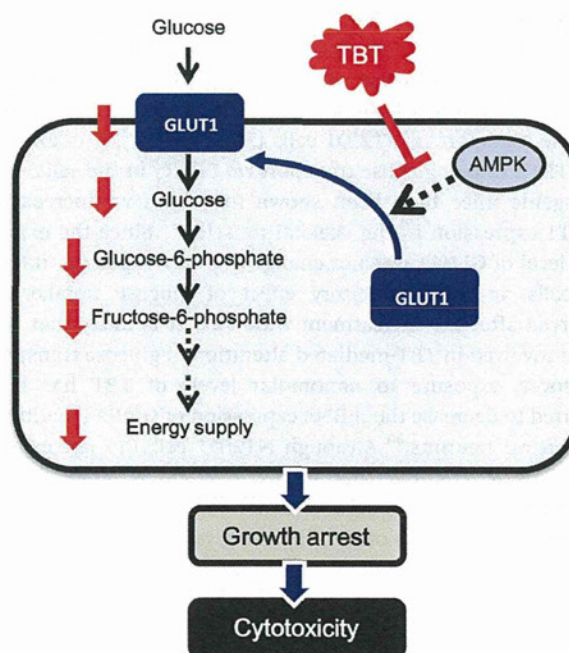 Glucose
TBT
GLUT1
AMPK
Glucose
Glucose-6-phosphate
GLUT1
Fructose-6-phosphate
Energy supply
Growth arrest
Cytotoxicity